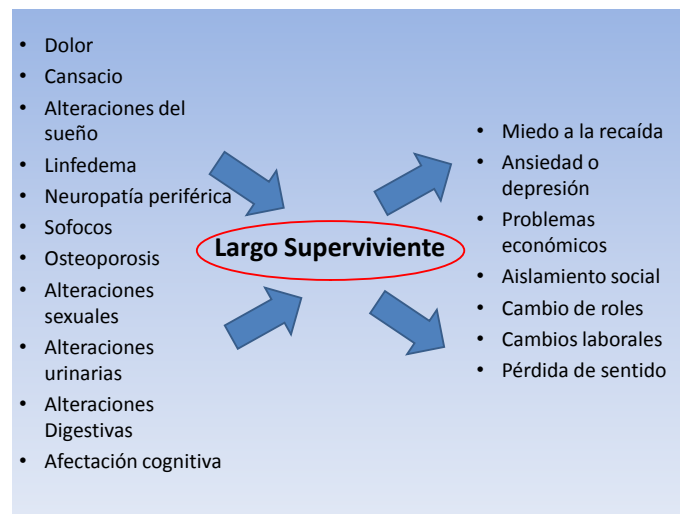 • Dolor
• Cansacio
• Alteraciones del
sueño
• Linfedema
• Neuropatía periférica
• Sofocos
• Osteoporosis
• Alteraciones
sexuales
• Alteraciones
urinarias
• Alteraciones
Digestivas
• Afectación cognitiva
Largo Superviviente
• Miedo a la recaída
• Ansiedad o
depresión
• Problemas
económicos
• Aislamiento social
• Cambio de roles
• Cambios laborales
• Pérdida de sentido